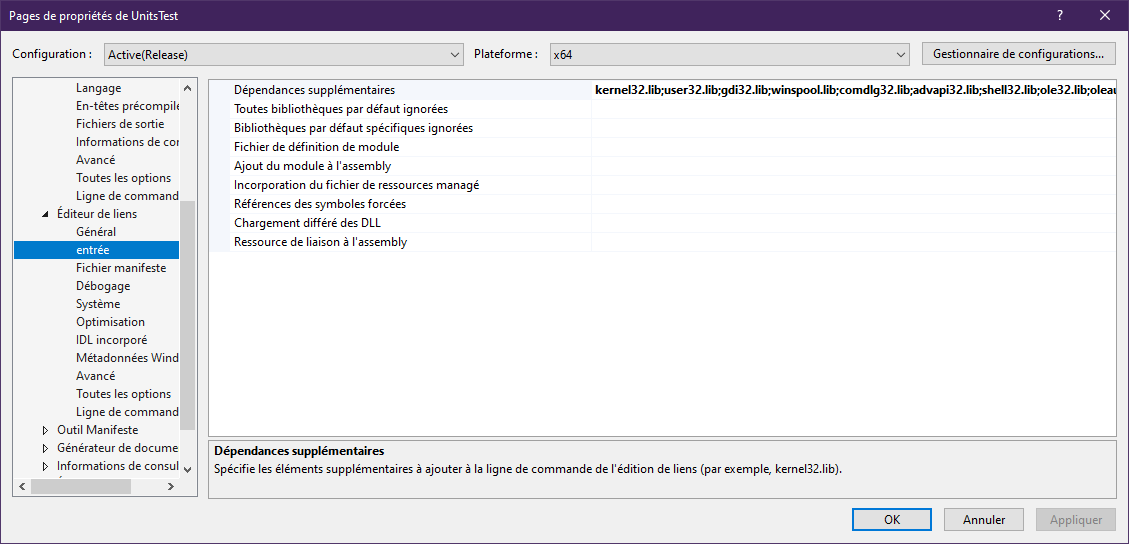 Pages de propriétés de UnitsTest
Configuration : Active(Release) Plateforme : x64 Gestionnaire de configurations...
Langage
En-têtes précompile
Fichiers de sortie
Informations de cor
Avancé
Toutes les options
Ligne de command
Éditeur de liens
Général
entrée
Fichier manifeste
Débogage
Système
Optimisation
IDL incorporé
Métadonnées Wind
Avancé
Toutes les options
Ligne de command
Outil Manifeste
Générateur de docume
Informations de consul
Dépendances supplémentaires kernel32.lib;user32.lib;gdi32.lib;winspool.lib;comdlg32.lib;advapi32.lib;shell32.lib;ole32.lib;oleau
Toutes bibliothèques par défaut ignorées
Bibliothèques par défaut spécifiques ignorées
Fichier de définition de module
Ajout du module à l'assembly
Incorporation du fichier de ressources managé
Références des symboles forcées
Chargement différé des DLL
Ressource de liaison à l'assembly
Dépendances supplémentaires
Spécifie les éléments supplémentaires à ajouter à la ligne de commande de l'édition de liens (par exemple, kernel32.lib).
OK Annuler Appliquer